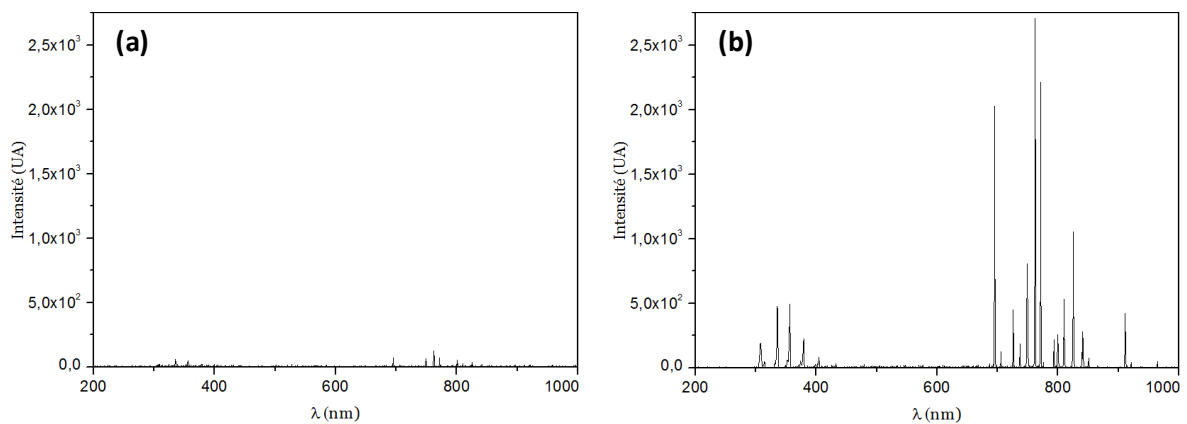 (a)
Intensité (UA)
2,5x10³
2,0x10³
1,5x10³
1,0x10³
5,0x10²
0,0
200 400 600 800 1000
λ (nm)
(b)
Intensité (UA)
2,5x10³
2,0x10³
1,5x10³
1,0x10³
5,0x10²
0,0
200 400 600 800 1000
λ (nm)